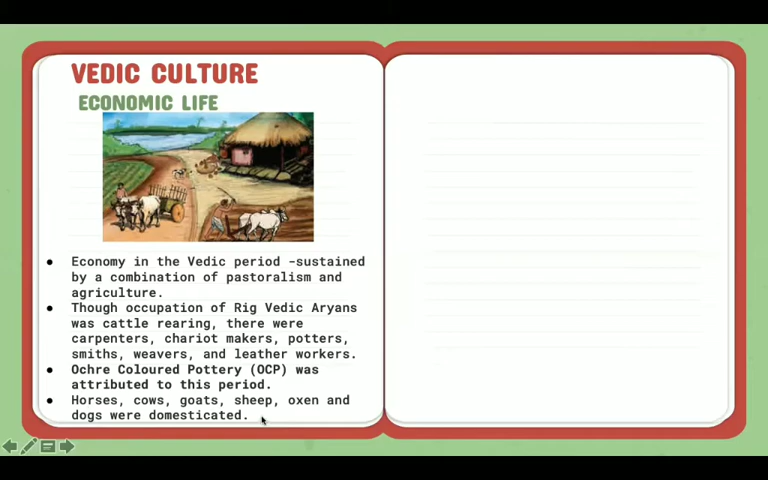 VEDIC CULTURE
ECONOMIC LIFE
● Economy in the Vedic period -sustained
by a combination of pastoralism and
agriculture.
● Though occupation of Rig Vedic Aryans
was cattle rearing, there were
carpenters, chariot makers, potters,
smiths, weavers, and leather workers.
● Ochre Coloured Pottery (OCP) was
attributed to this period.
● Horses, cows, goats, sheep, oxen and
dogs were domesticated.